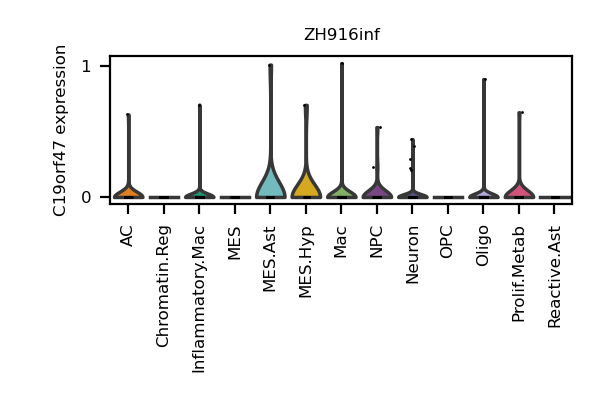 ZH916inf
C19orf47 expression
1
0
AC
Chromatin.Reg
Inflammatory.Mac
MES
MES.Ast
MES.Hyp
Mac
NPC
Neuron
OPC
Oligo
Prolif.Metab
Reactive.Ast